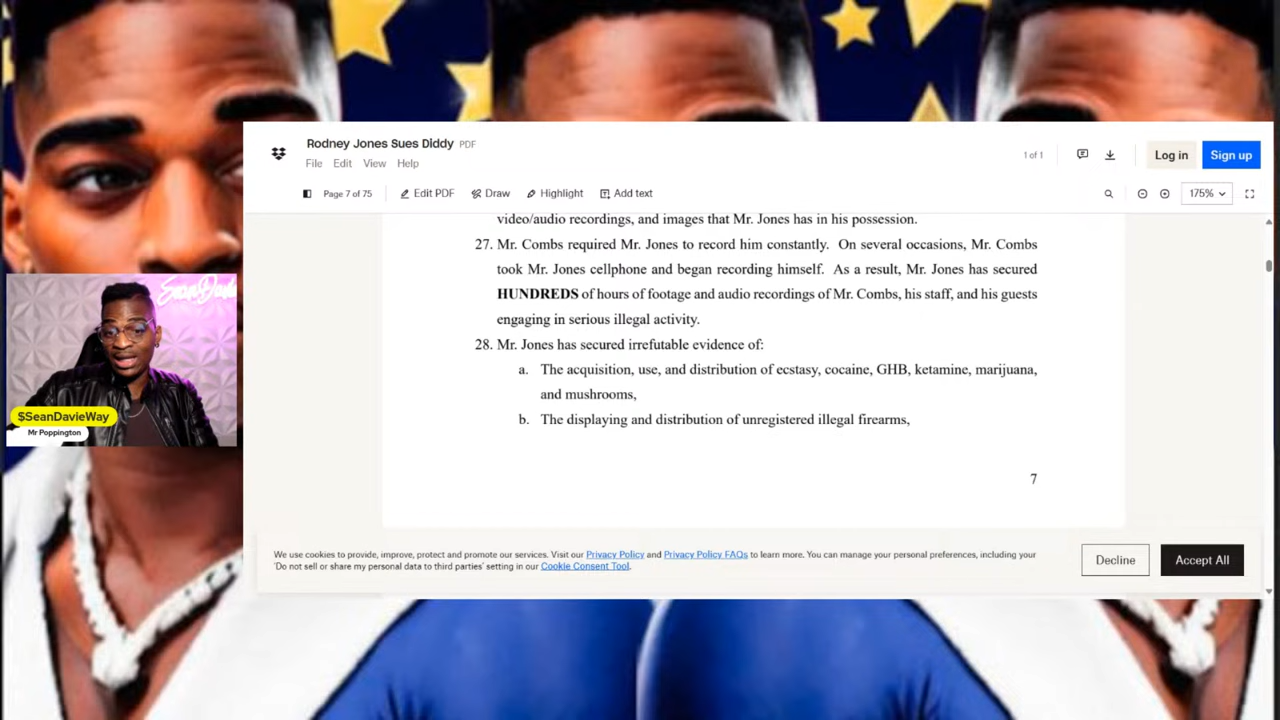 Rodney Jones Sues Diddy PDF
File Edit View Help
1 of 1
Log in
Sign up
Page 7 of 75
Edit PDF
Draw
Highlight
Add text
175%
video/audio recordings, and images that Mr. Jones has in his possession.
27. Mr. Combs required Mr. Jones to record him constantly. On several occasions, Mr. Combs
took Mr. Jones cellphone and began recording himself. As a result, Mr. Jones has secured
HUNDREDS of hours of footage and audio recordings of Mr. Combs, his staff, and his guests
engaging in serious illegal activity.
28. Mr. Jones has secured irrefutable evidence of:
a. The acquisition, use, and distribution of ecstasy, cocaine, GHB, ketamine, marijuana,
and mushrooms,
b. The displaying and distribution of unregistered illegal firearms,
7
We use cookies to provide, improve, protect and promote our services. Visit our Privacy Policy and Privacy Policy FAQs to learn more. You can manage your personal preferences, including your
'Do not sell or share my personal data to third parties' setting in our Cookie Consent Tool.
Decline
Accept All
$SeanDavieWay
Mr Poppington